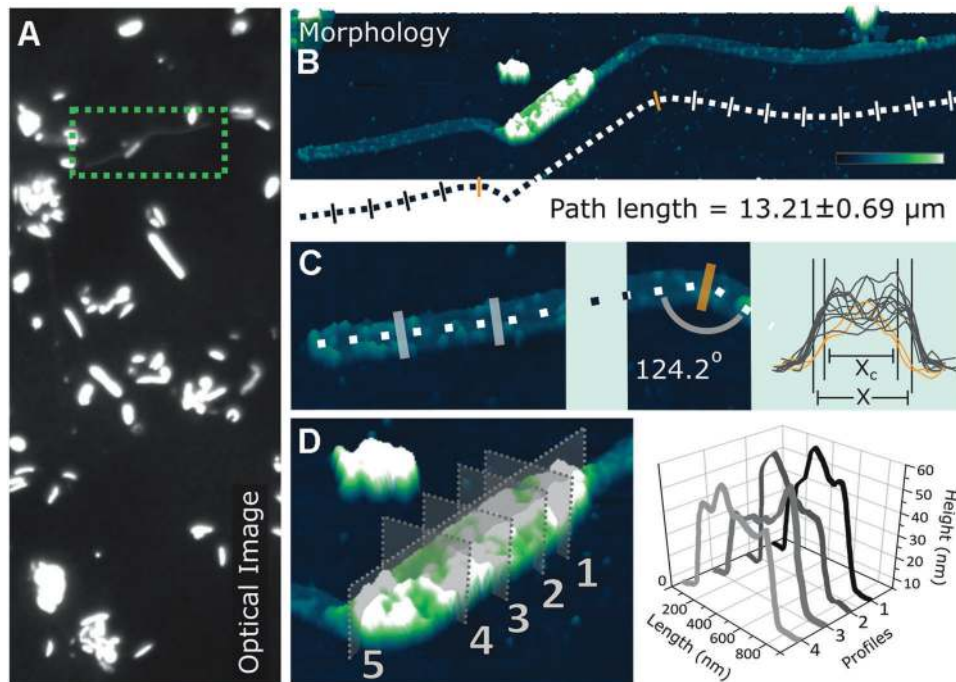 A
Optical Image
Morphology
B
Path length = 13.21±0.69 µm
C
124.2°
Xc
X
D
1
2
3
4
5
60
50
40
30
20
10
Height (nm)
0
200
400
600
800
Length (nm)
1
2
3
4
Profiles